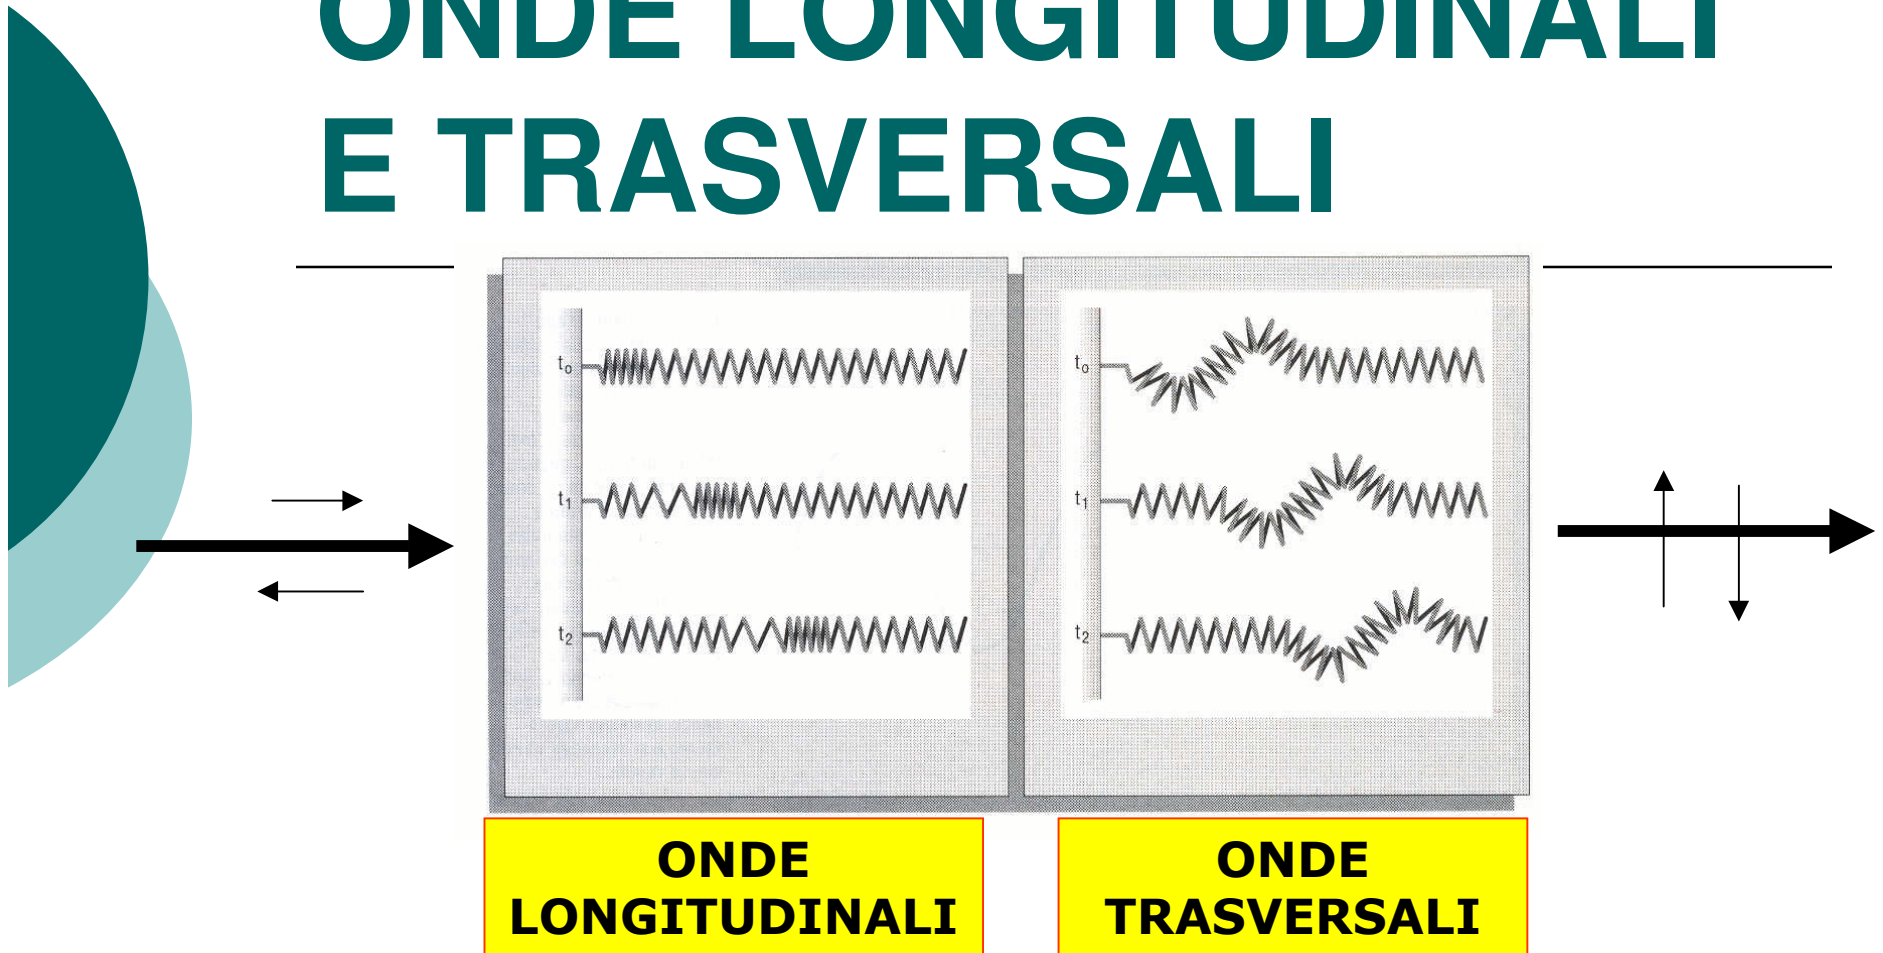 ONDE LONGITUDINALI
E TRASVERSALI
t₀
t₁
t₂
t₀
t₁
t₂
ONDE
LONGITUDINALI
ONDE
TRASVERSALI